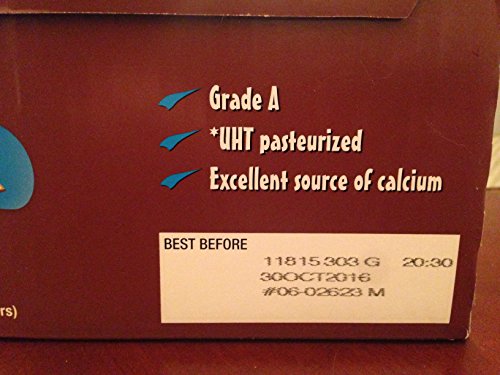 Grade A
*UHT pasteurized
Excellent source of calcium
BEST BEFORE
11815 303 G 20:30
30OCT2016
#06-02623 M
rs)